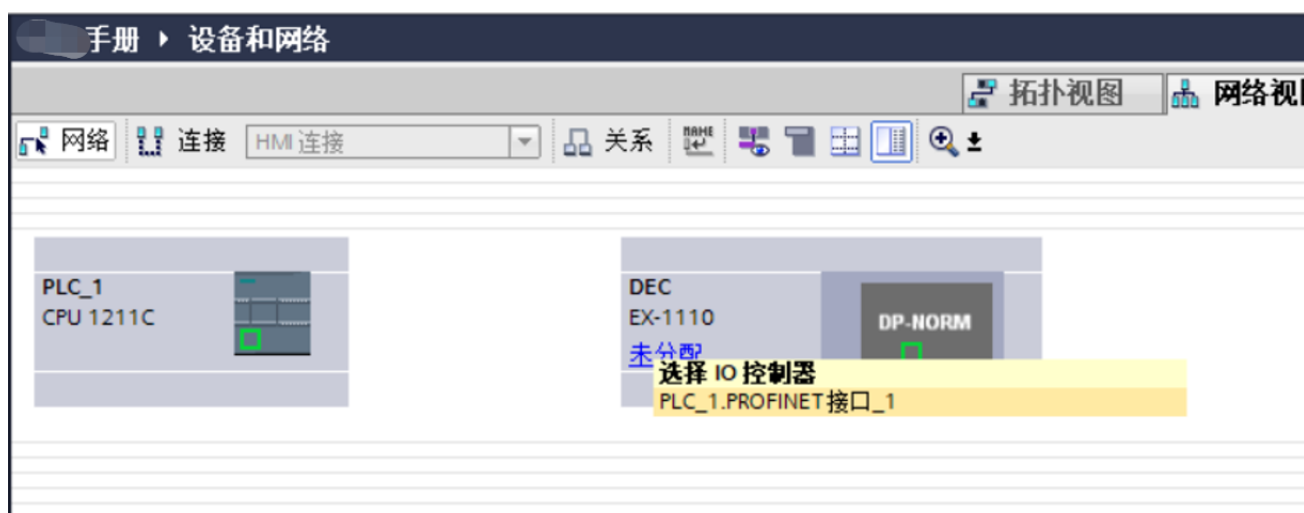 手册 ▸ 设备和网络
拓扑视图 网络视
网络 连接 HMI 连接 关系
PLC_1
CPU 1211C
DEC
EX-1110
未分配
DP-NORM
选择 IO 控制器
PLC_1.PROFINET接口_1